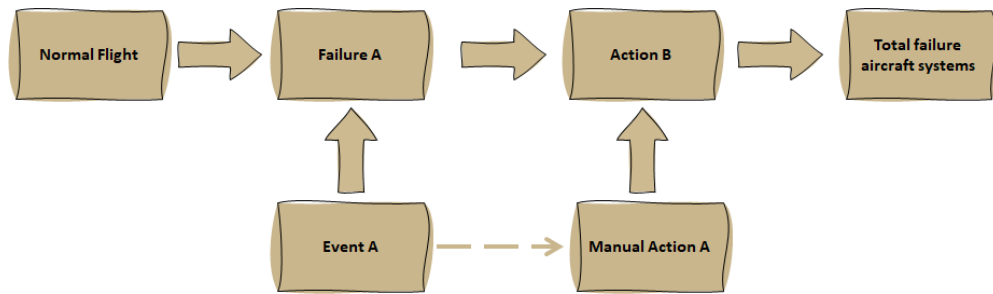 Normal Flight
Failure A
Action B
Total failure
aircraft systems
Event A
Manual Action A